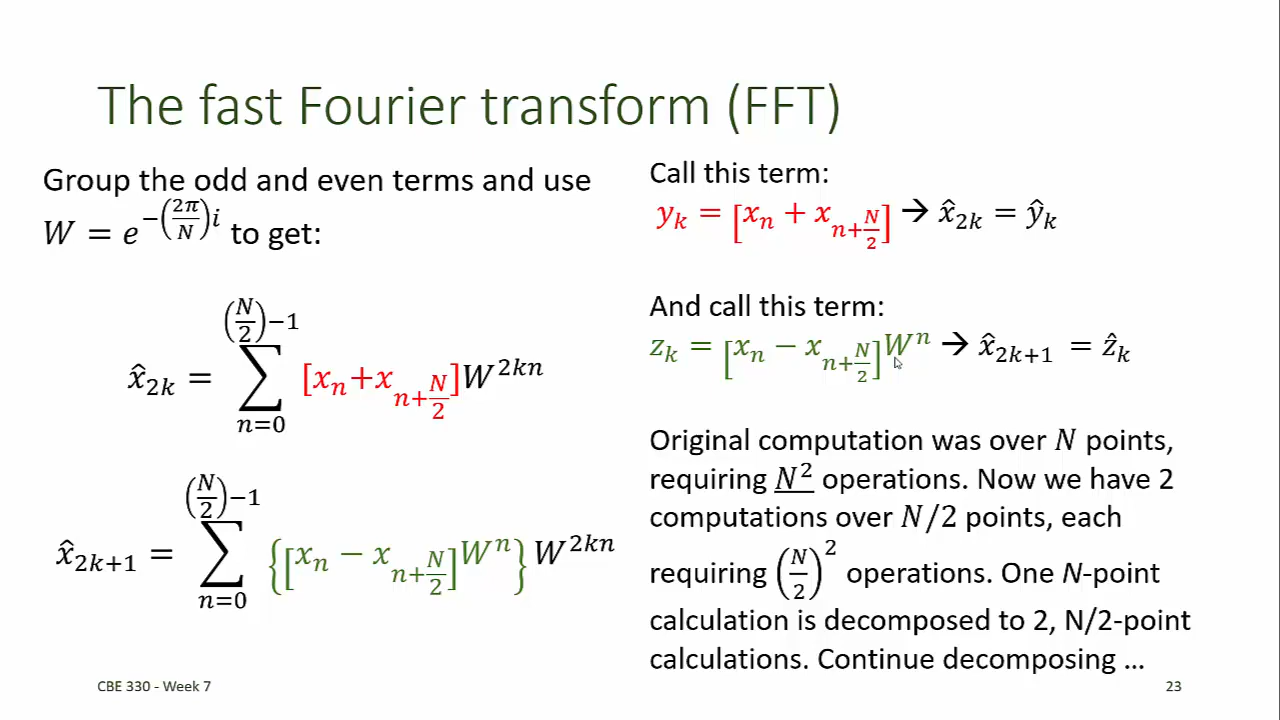 The fast Fourier transform (FFT)
Group the odd and even terms and use
W = e^{-(2π/N)i} to get:
x̂_{2k} = ∑_{n=0}^{(N/2)-1} [x_n+x_{n+N/2}]W^{2kn}
x̂_{2k+1} = ∑_{n=0}^{(N/2)-1} {[x_n − x_{n+N/2}]W^n} W^{2kn}
Call this term:
y_k = [x_n + x_{n+N/2}] → x̂_{2k} = ŷ_k
And call this term:
z_k = [x_n − x_{n+N/2}]W^n → x̂_{2k+1} = ẑ_k
Original computation was over N points,
requiring N² operations. Now we have 2
computations over N/2 points, each
requiring (N/2)² operations. One N-point
calculation is decomposed to 2, N/2-point
calculations. Continue decomposing …
CBE 330 - Week 7
23